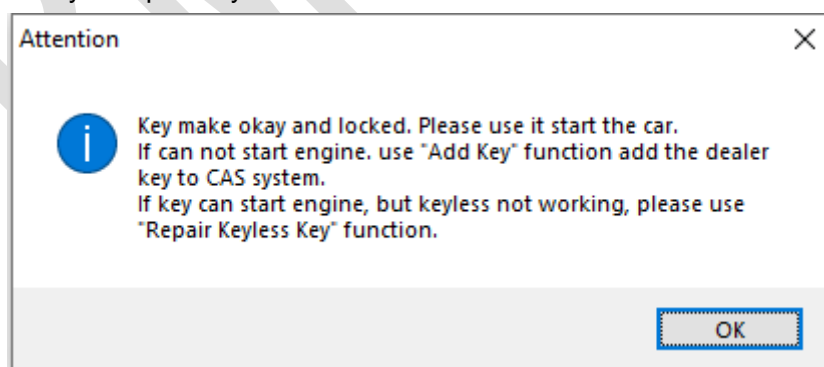 Attention
Key make okay and locked. Please use it start the car.
If can not start engine. use "Add Key" function add the dealer
key to CAS system.
If key can start engine, but keyless not working, please use
"Repair Keyless Key" function.
OK